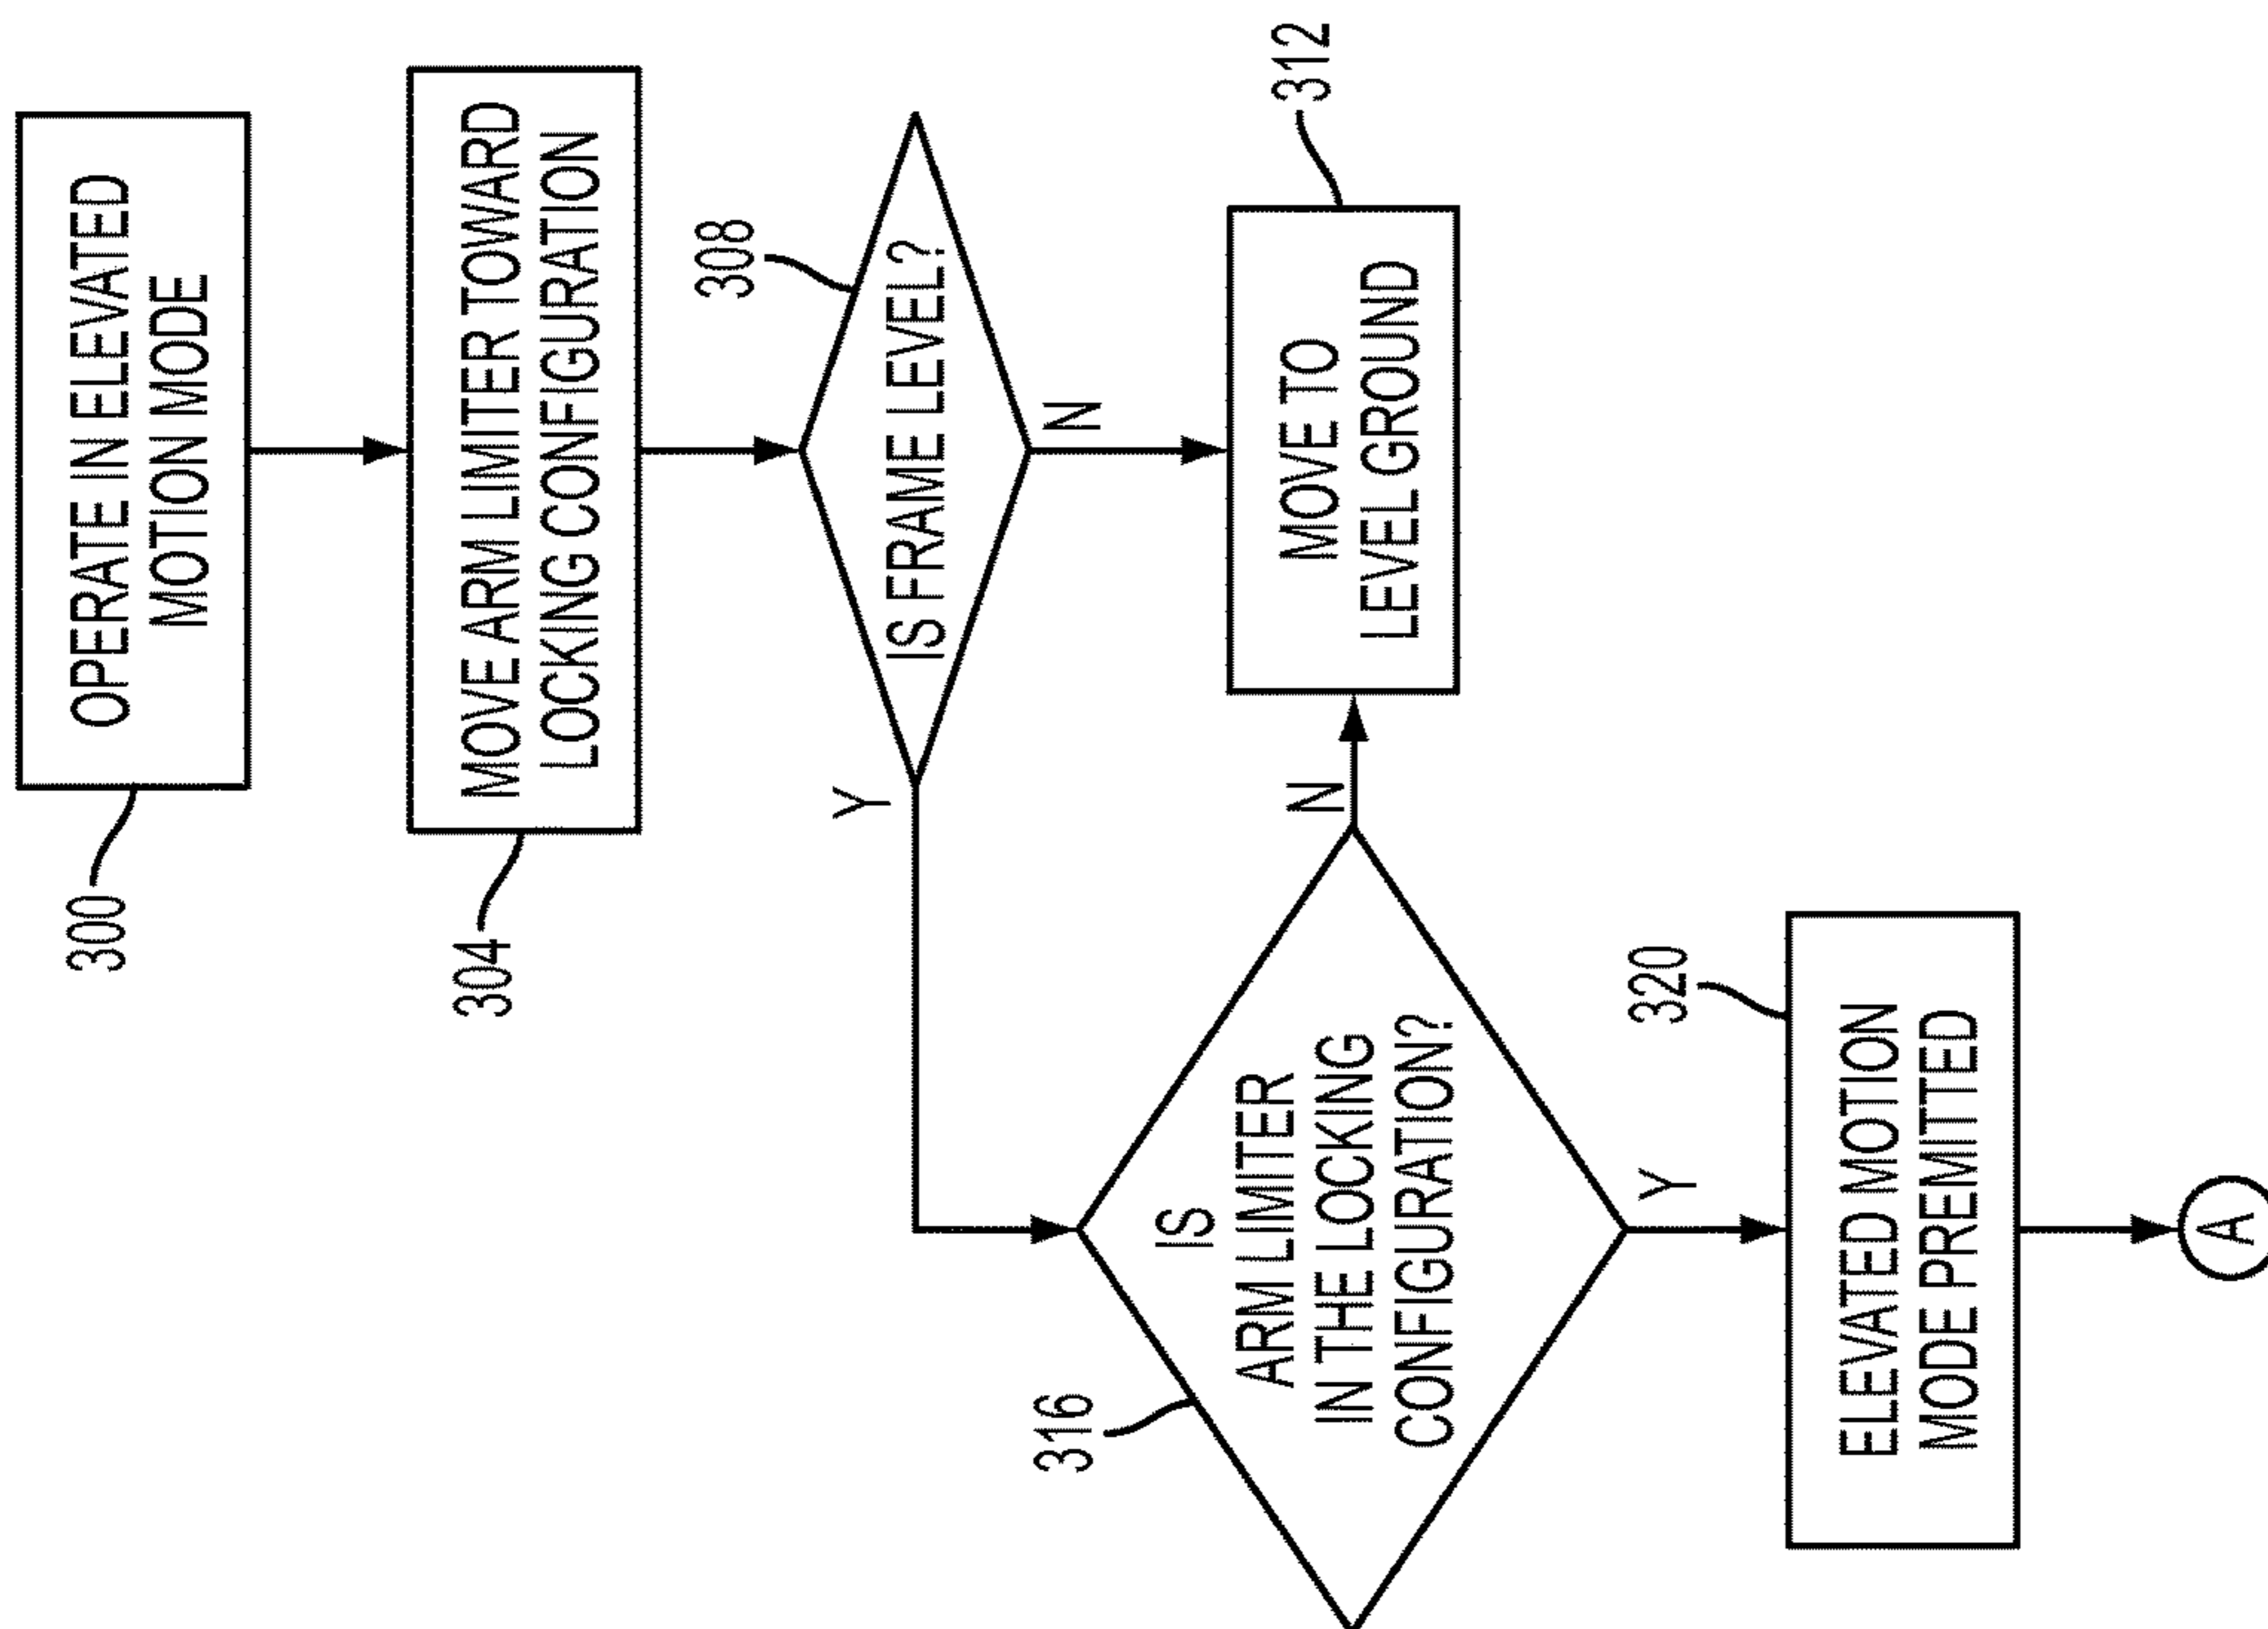 300
OPERATE IN ELEVATED
MOTION MODE
304
MOVE ARM LIMITER TOWARD
LOCKING CONFIGURATION
308
IS FRAME LEVEL?
Y
N
312
MOVE TO
LEVEL GROUND
316
IS
ARM LIMITER
IN THE LOCKING
CONFIGURATION?
N
Y
320
ELEVATED MOTION
MODE PREMITTED
A